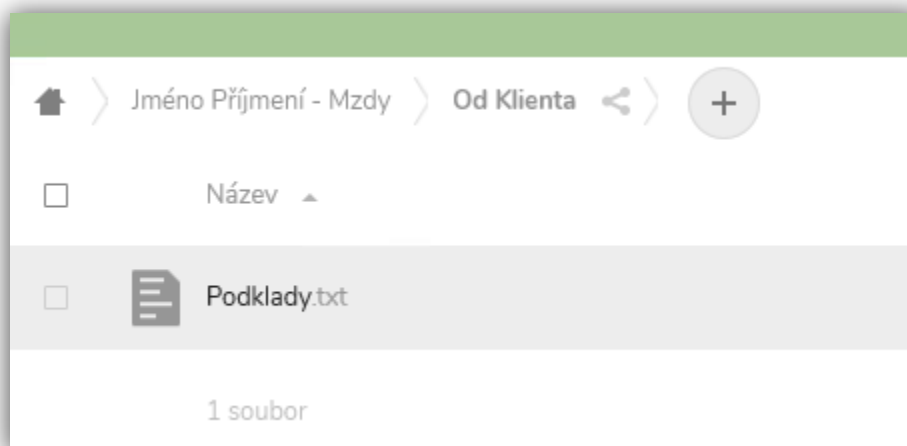 Jméno Příjmení - Mzdy Od Klienta +
Název
Podklady.txt
1 soubor